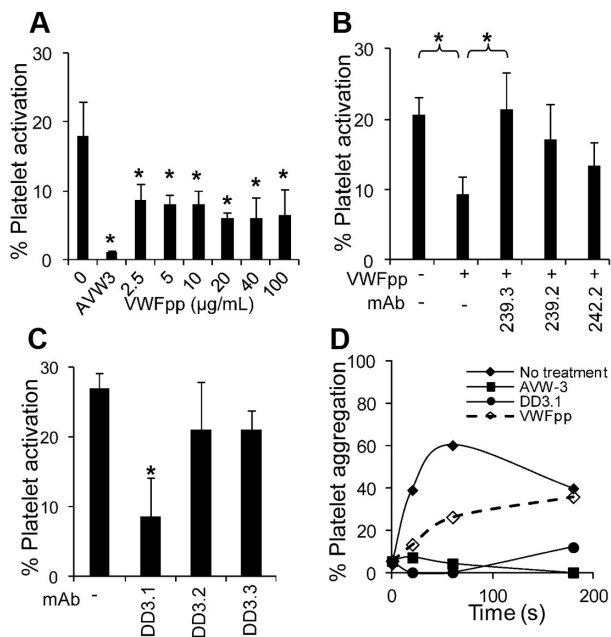 A
% Platelet activation
30
20
10
0
*
*
*
*
*
*
*
0
AVW3
2.5
5
10
20
40
100
VWFpp (µg/mL)
B
% Platelet activation
30
20
10
0
*
*
VWFpp - + + + +
mAb - - 239.3 239.2 242.2
C
% Platelet activation
30
20
10
0
*
mAb - DD3.1 DD3.2 DD3.3
D
% Platelet aggregation
100
80
60
40
20
0
No treatment
AVW-3
DD3.1
VWFpp
0 100 200
Time (s)